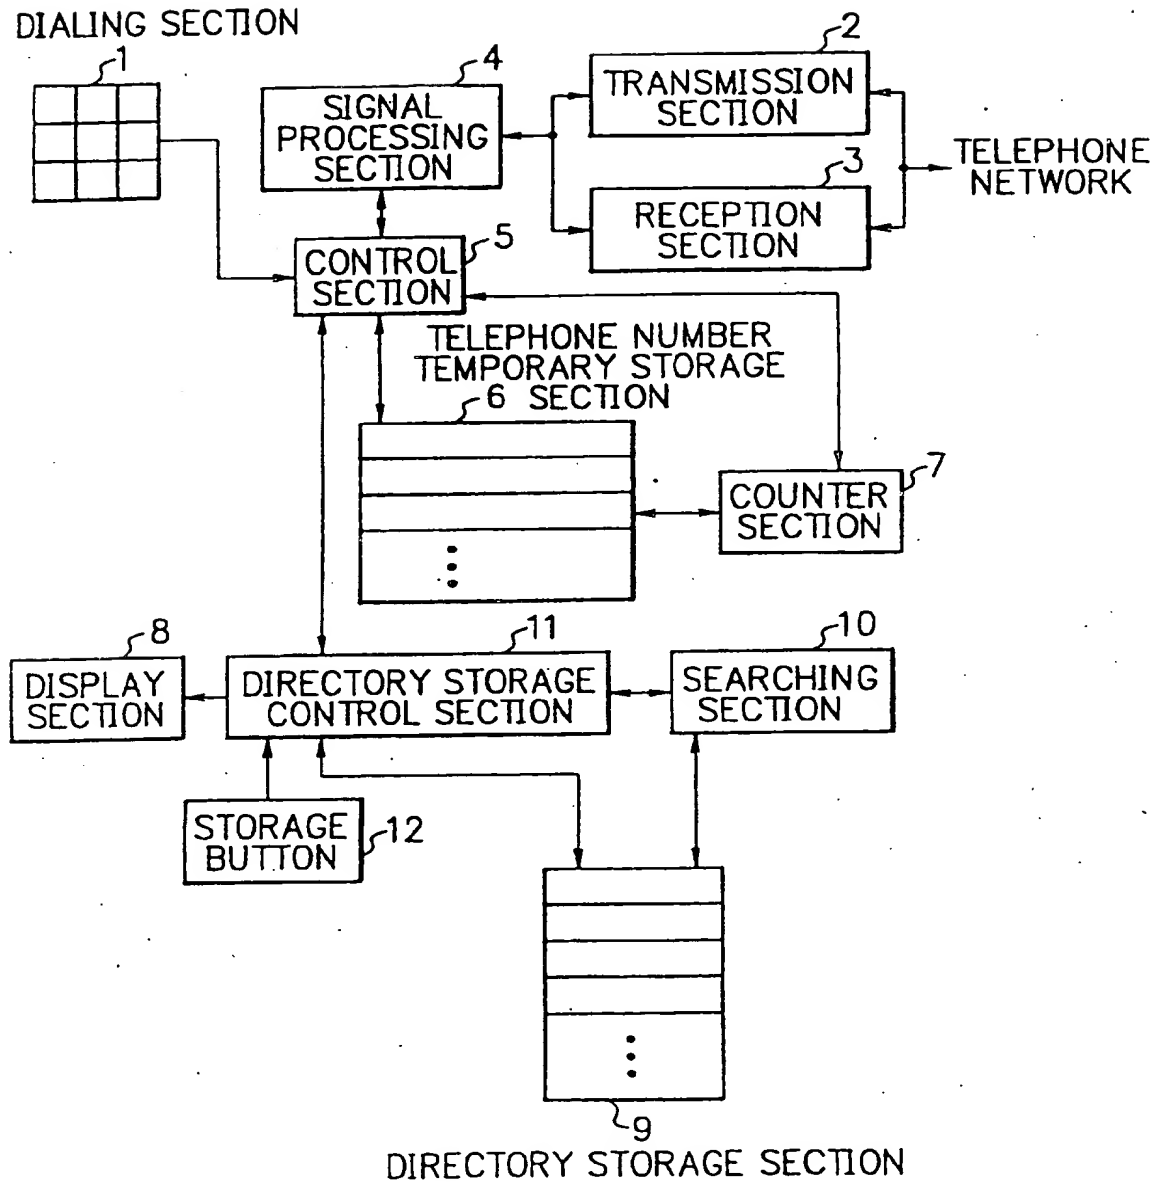 DIALING SECTION
1
4
SIGNAL
PROCESSING
SECTION
2
TRANSMISSION
SECTION
3
RECEPTION
SECTION
TELEPHONE
NETWORK
5
CONTROL
SECTION
TELEPHONE NUMBER
TEMPORARY STORAGE
6 SECTION
7
COUNTER
SECTION
8
DISPLAY
SECTION
11
DIRECTORY STORAGE
CONTROL SECTION
10
SEARCHING
SECTION
STORAGE
BUTTON
12
9
DIRECTORY STORAGE SECTION